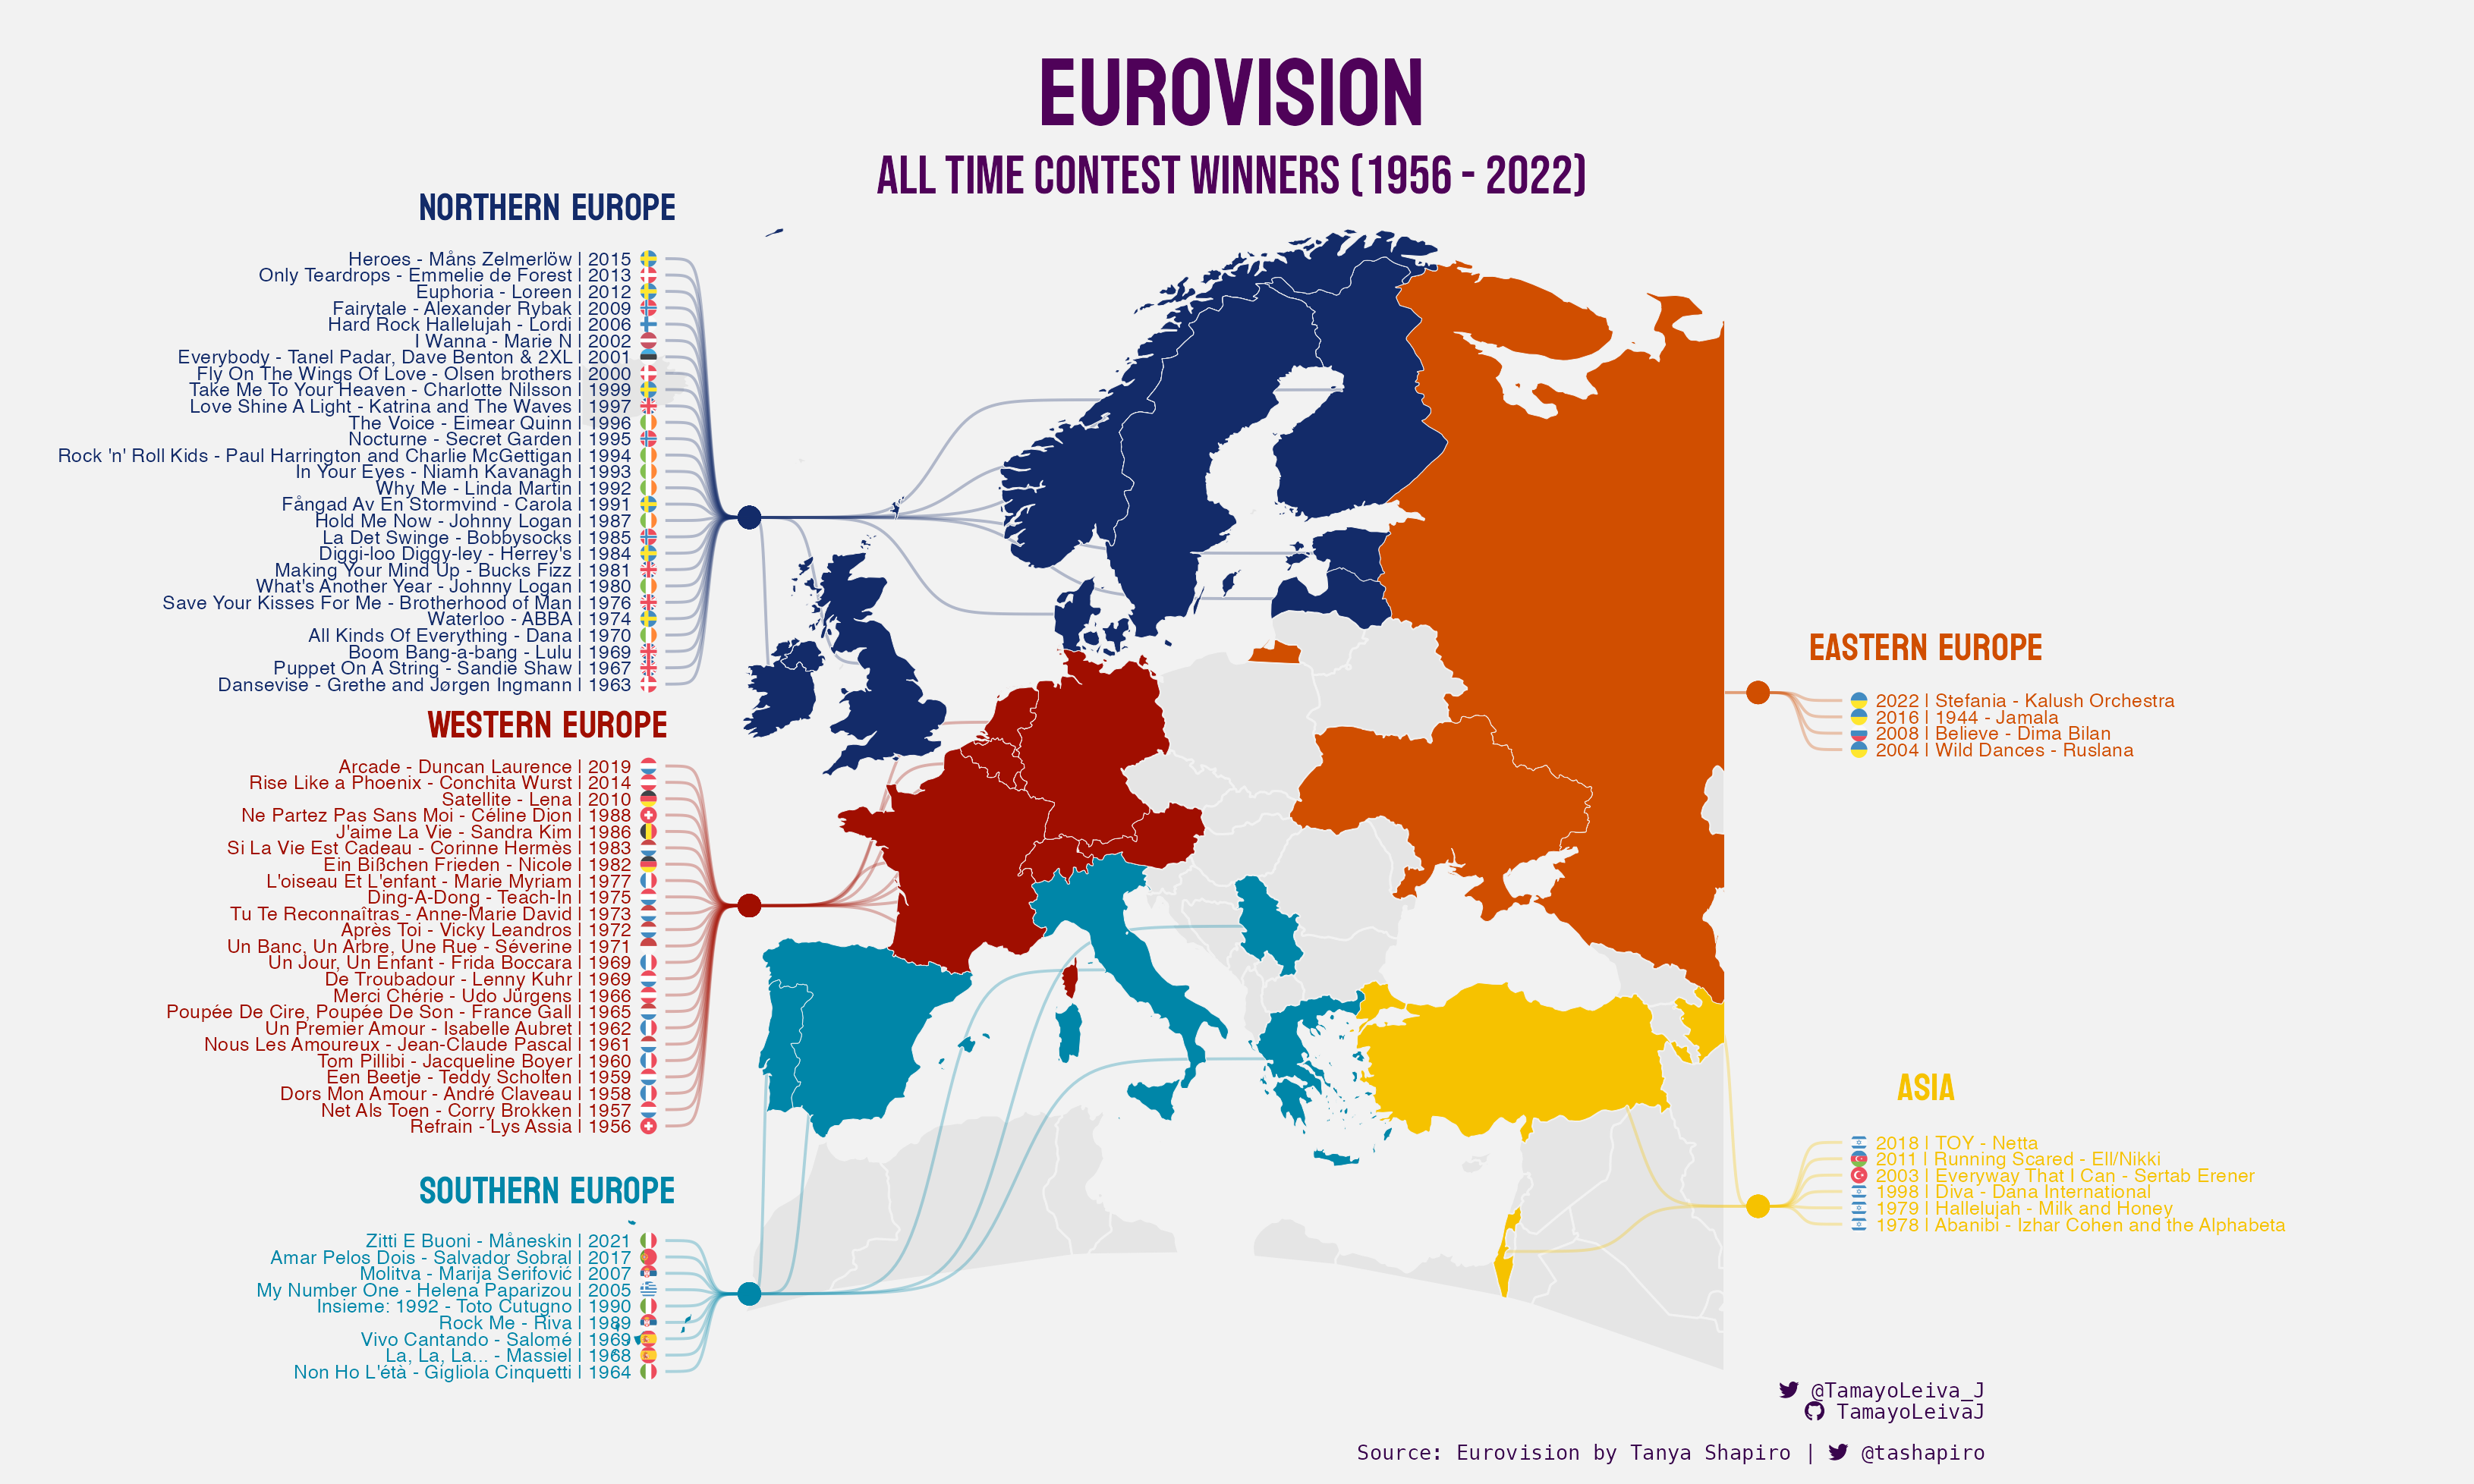 EUROVISION
ALL TIME CONTEST WINNERS (1956 - 2022)
NORTHERN EUROPE
Heroes - Måns Zelmerlöw | 2015
Only Teardrops - Emmelie de Forest | 2013
Euphoria - Loreen | 2012
Fairytale - Alexander Rybak | 2009
Hard Rock Hallelujah - Lordi | 2006
I Wanna - Marie N | 2002
Everybody - Tanel Padar, Dave Benton & 2XL | 2001
Fly On The Wings Of Love - Olsen brothers | 2000
Take Me To Your Heaven - Charlotte Nilsson | 1999
Love Shine A Light - Katrina and The Waves | 1997
The Voice - Eimear Quinn | 1996
Nocturne - Secret Garden | 1995
Rock 'n' Roll Kids - Paul Harrington and Charlie McGettigan | 1994
In Your Eyes - Niamh Kavanagh | 1993
Why Me - Linda Martin | 1992
Fångad Av En Stormvind - Carola | 1991
Hold Me Now - Johnny Logan | 1987
La Det Swinge - Bobbysocks | 1985
Diggi-loo Diggy-ley - Herrey's | 1984
Making Your Mind Up - Bucks Fizz | 1981
What's Another Year - Johnny Logan | 1980
Save Your Kisses For Me - Brotherhood of Man | 1976
Waterloo - ABBA | 1974
All Kinds Of Everything - Dana | 1970
Boom Bang-a-bang - Lulu | 1969
Puppet On A String - Sandie Shaw | 1967
Dansevise - Grethe and Jørgen Ingmann | 1963
WESTERN EUROPE
Arcade - Duncan Laurence | 2019
Rise Like a Phoenix - Conchita Wurst | 2014
Satellite - Lena | 2010
Ne Partez Pas Sans Moi - Céline Dion | 1988
J'aime La Vie - Sandra Kim | 1986
Si La Vie Est Cadeau - Corinne Hermès | 1983
Ein Bißchen Frieden - Nicole | 1982
L'oiseau Et L'enfant - Marie Myriam | 1977
Ding-A-Dong - Teach-In | 1975
Tu Te Reconnaîtras - Anne-Marie David | 1973
Après Toi - Vicky Leandros | 1972
Un Banc, Un Arbre, Une Rue - Séverine | 1971
Un Jour, Un Enfant - Frida Boccara | 1969
De Troubadour - Lenny Kuhr | 1969
Merci Chérie - Udo Jürgens | 1966
Poupée De Cire, Poupée De Son - France Gall | 1965
Un Premier Amour - Isabelle Aubret | 1962
Nous Les Amoureux - Jean-Claude Pascal | 1961
Tom Pillibi - Jacqueline Boyer | 1960
Een Beetje - Teddy Scholten | 1959
Dors Mon Amour - André Claveau | 1958
Net Als Toen - Corry Brokken | 1957
Refrain - Lys Assia | 1956
SOUTHERN EUROPE
Zitti E Buoni - Måneskin | 2021
Amar Pelos Dois - Salvador Sobral | 2017
Molitva - Marija Šerifović | 2007
My Number One - Helena Paparizou | 2005
Insieme: 1992 - Toto Cutugno | 1990
Rock Me - Riva | 1989
Vivo Cantando - Salomé | 1969
La, La, La... - Massiel | 1968
Non Ho L'étà - Gigliola Cinquetti | 1964
EASTERN EUROPE
2022 | Stefania - Kalush Orchestra
2016 | 1944 - Jamala
2008 | Believe - Dima Bilan
2004 | Wild Dances - Ruslana
ASIA
2018 | TOY - Netta
2011 | Running Scared - Ell/Nikki
2003 | Everyway That I Can - Sertab Erener
1998 | Diva - Dana International
1979 | Hallelujah - Milk and Honey
1978 | Abanibi - Izhar Cohen and the Alphabeta
@TamayoLeiva_J
TamayoLeivaJ
Source: Eurovision by Tanya Shapiro | @tashapiro